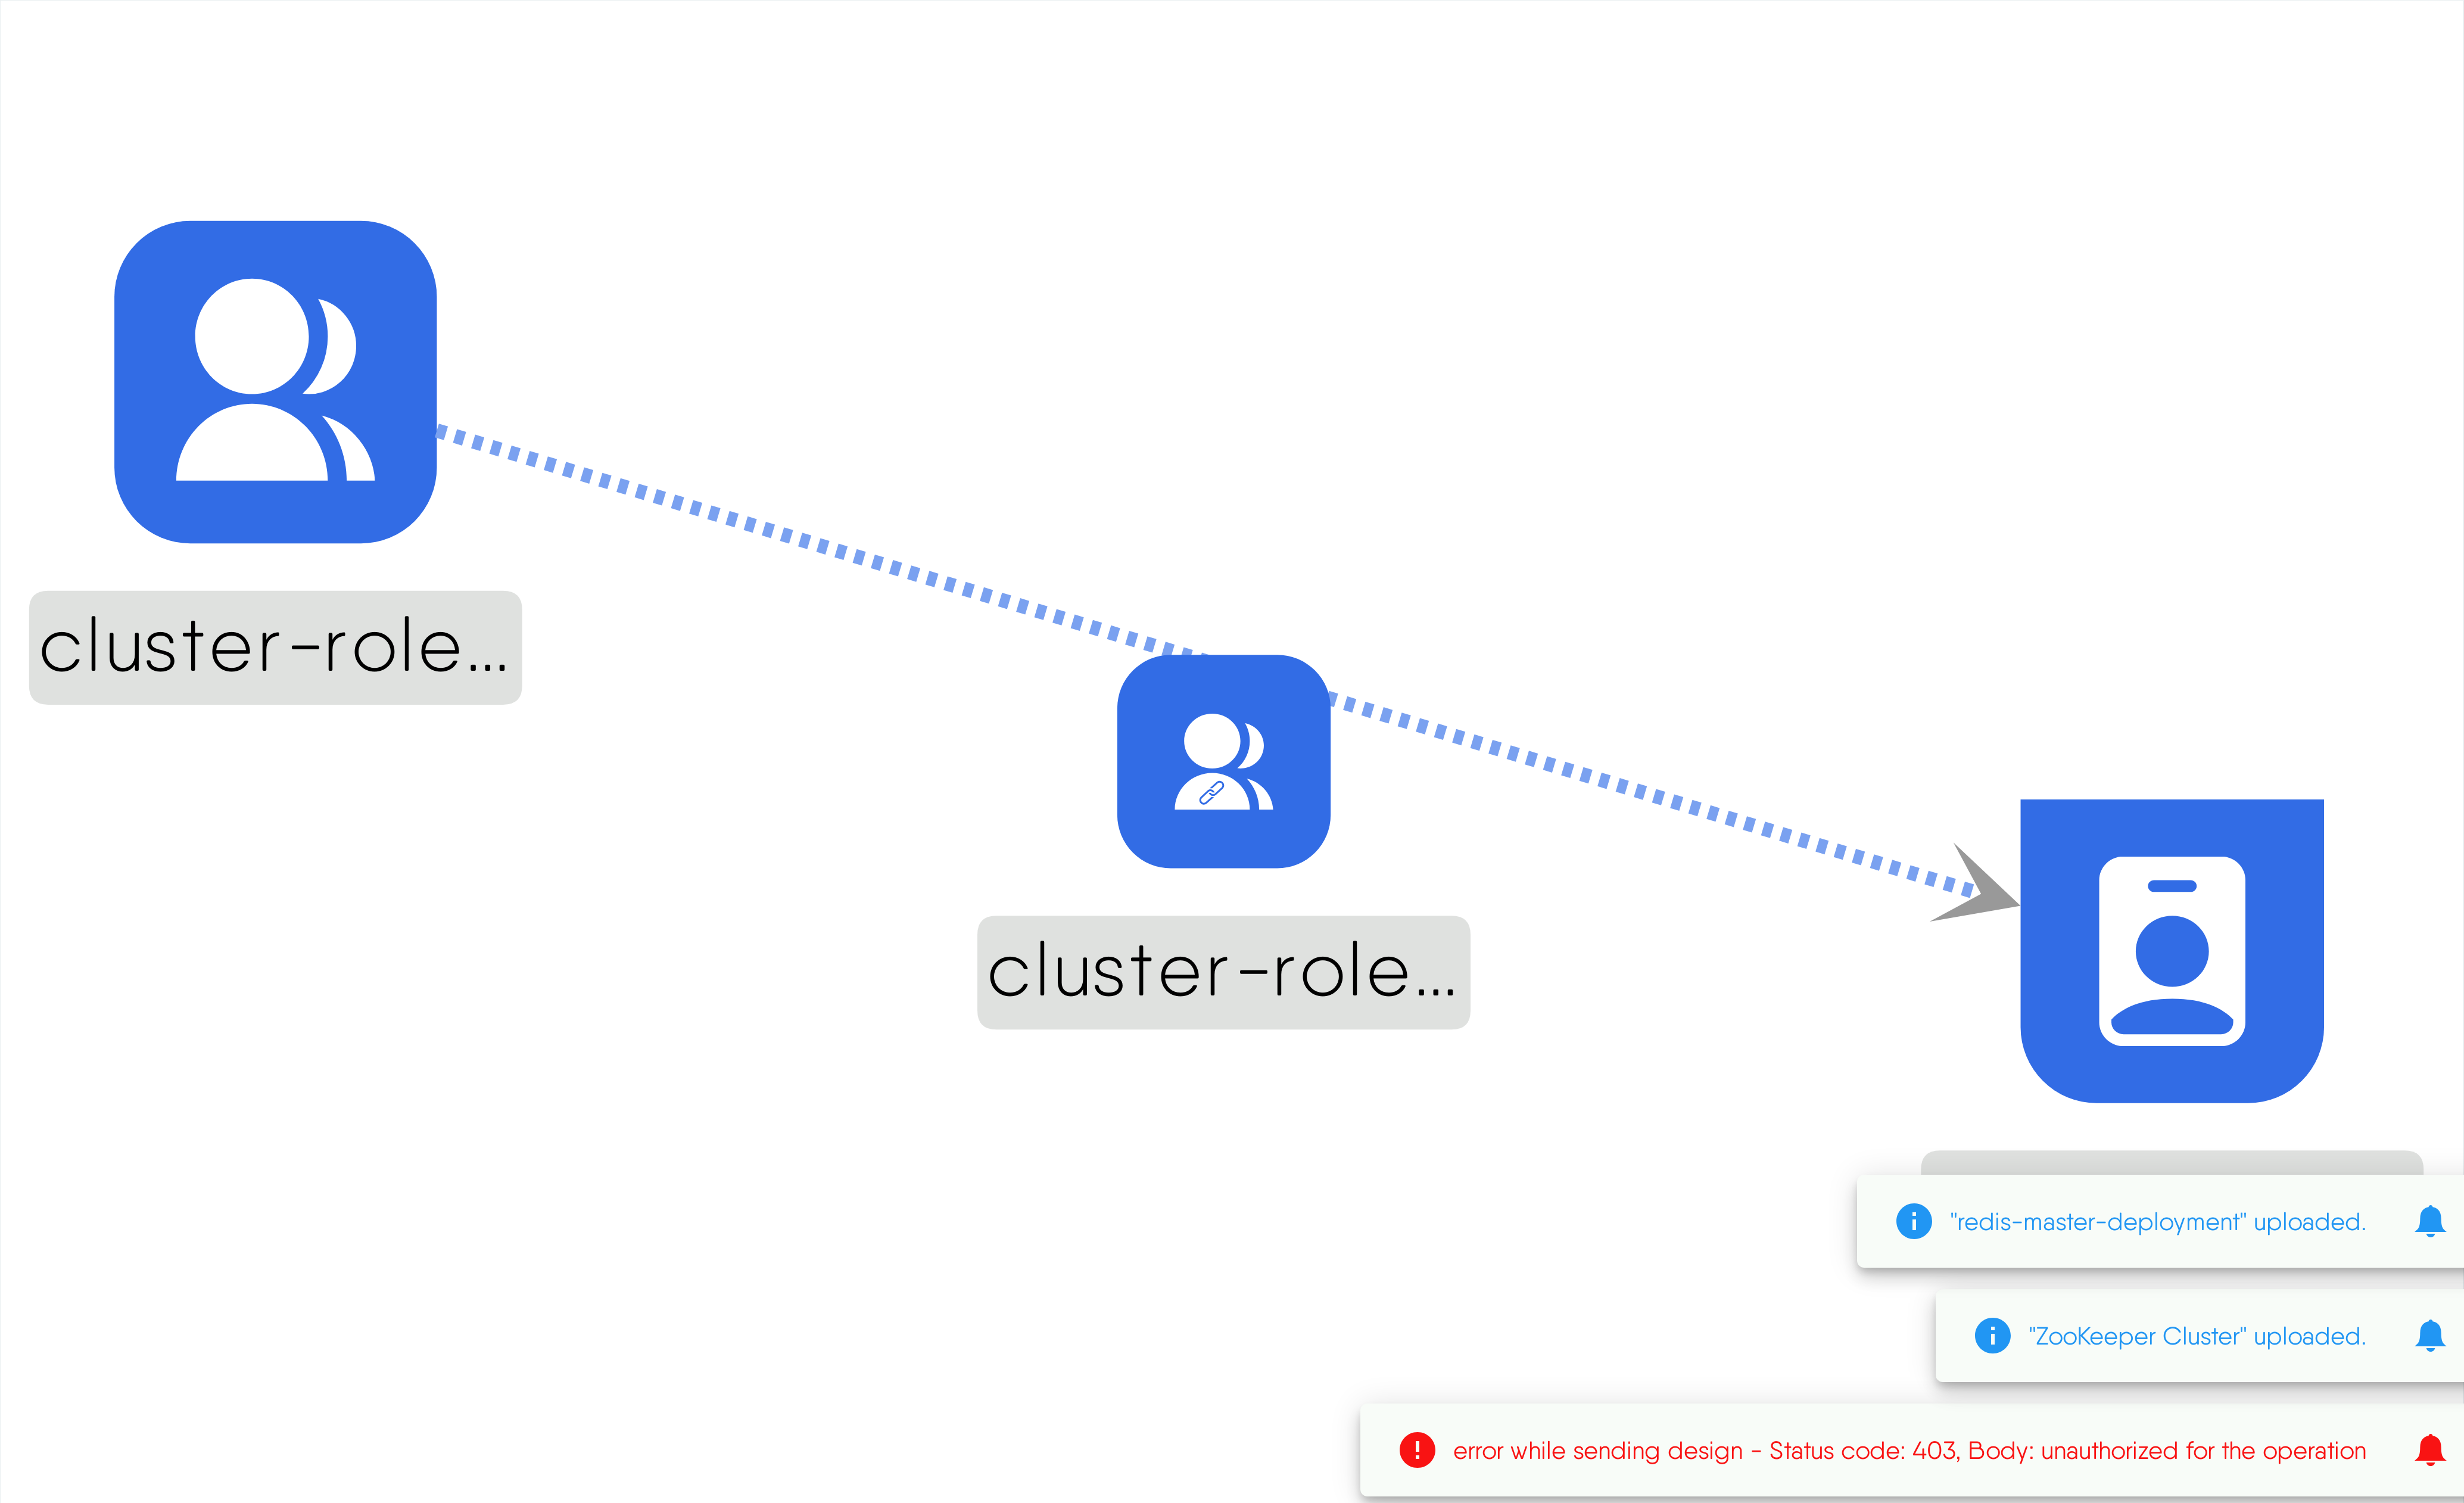 cluster-role...
cluster-role...
"redis-master-deployment" uploaded.
"ZooKeeper Cluster" uploaded.
error while sending design - Status code: 403, Body: unauthorized for the operation